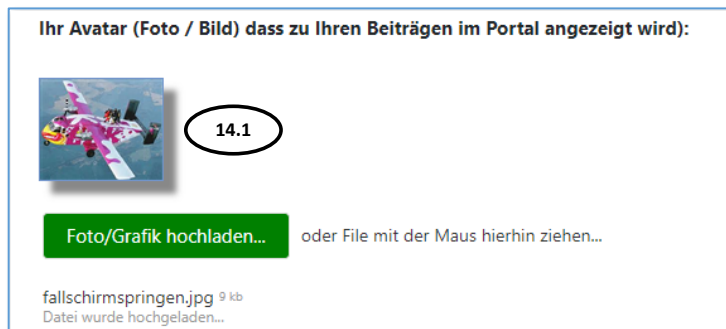 Ihr Avatar (Foto / Bild) dass zu Ihren Beiträgen im Portal angezeigt wird):
14.1
Foto/Grafik hochladen... oder File mit der Maus hierhin ziehen...
fallschirmspringen.jpg 9 kb
Datei wurde hochgeladen...